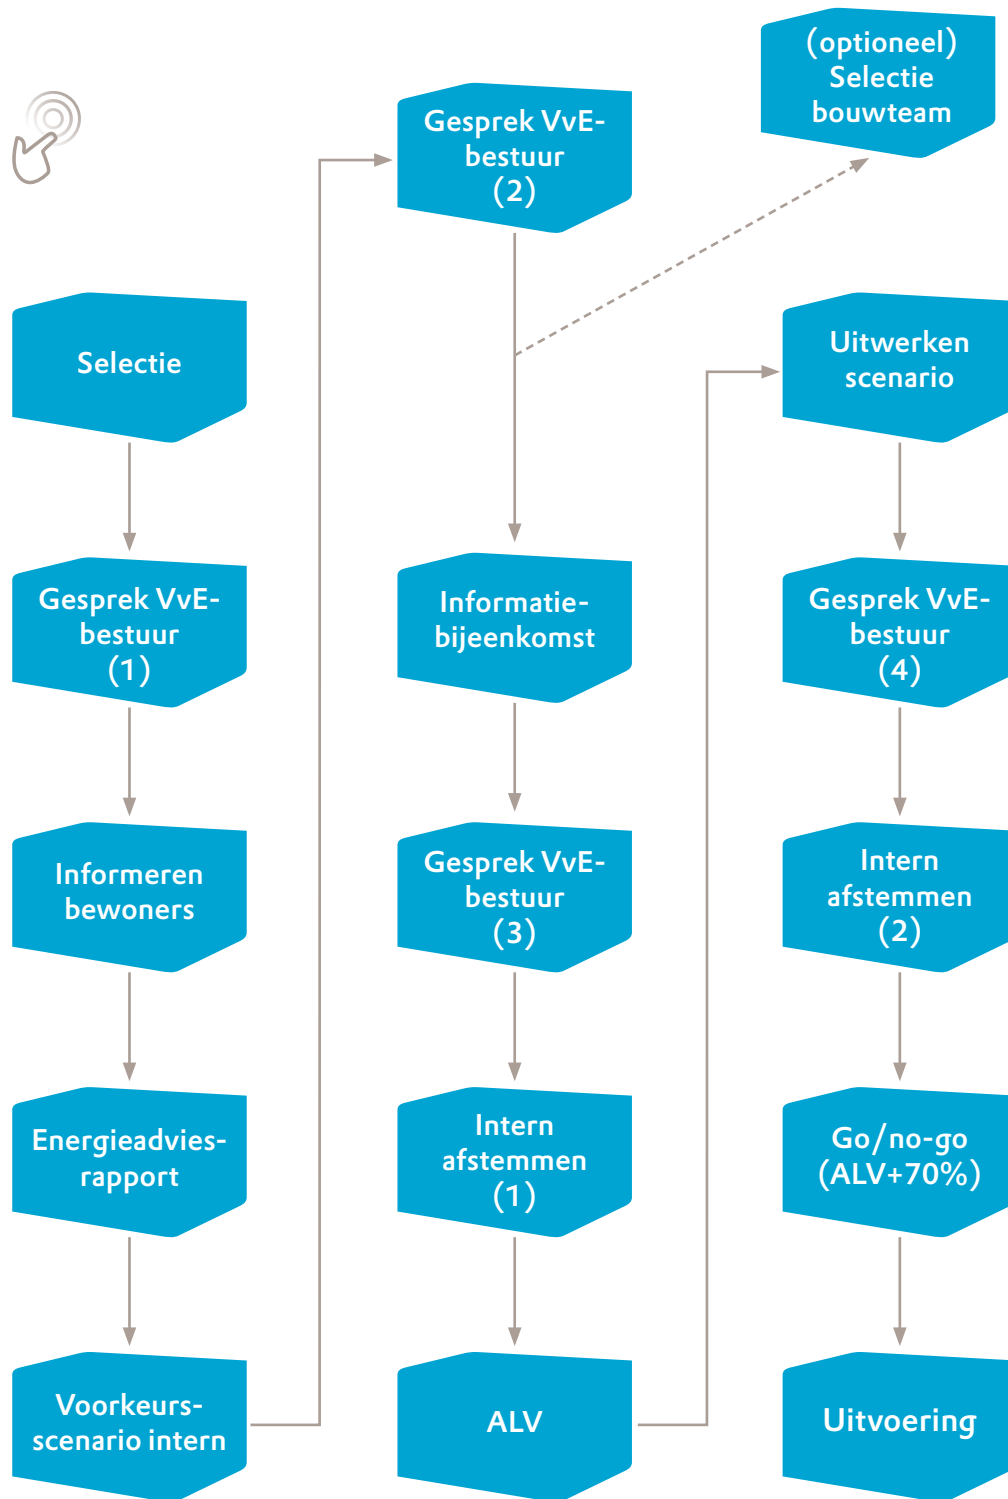 Selectie
Gesprek VvE-
bestuur
(1)
Informeren
bewoners
Energieadvies-
rapport
Voorkeurs-
scenario intern
Gesprek VvE-
bestuur
(2)
(optioneel)
Selectie
bouwteam
Informatie-
bijeenkomst
Gesprek VvE-
bestuur
(3)
Intern
afstemmen
(1)
ALV
Uitwerken
scenario
Gesprek VvE-
bestuur
(4)
Intern
afstemmen
(2)
Go/no-go
(ALV+70%)
Uitvoering